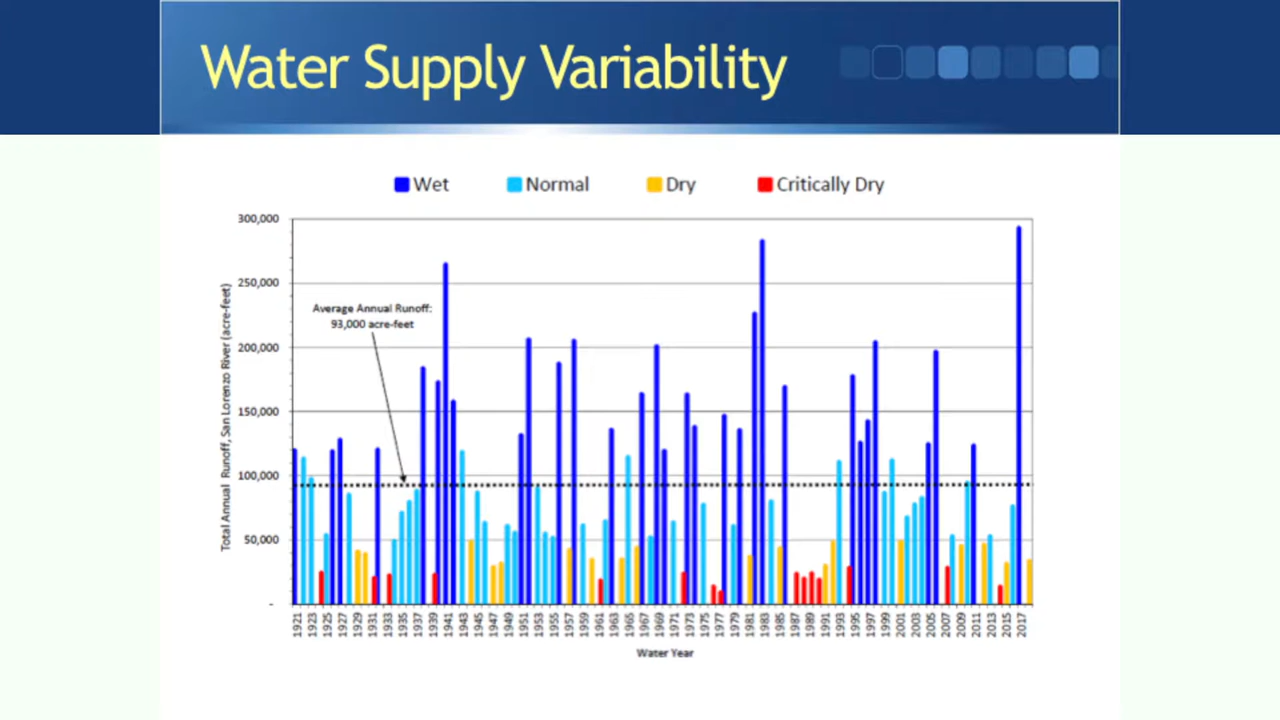 Water Supply Variability
Wet Normal Dry Critically Dry
300,000
250,000
200,000
150,000
100,000
50,000
-
Total Annual Runoff, San Lorenzo River (acre-feet)
Average Annual Runoff:
93,000 acre-feet
1921 1923 1925 1927 1929 1931 1933 1935 1937 1939 1941 1943 1945 1947 1949 1951 1953 1955 1957 1959 1961 1963 1965 1967 1969 1971 1973 1975 1977 1979 1981 1983 1985 1987 1989 1991 1993 1995 1997 1999 2001 2003 2005 2007 2009 2011 2013 2015 2017
Water Year